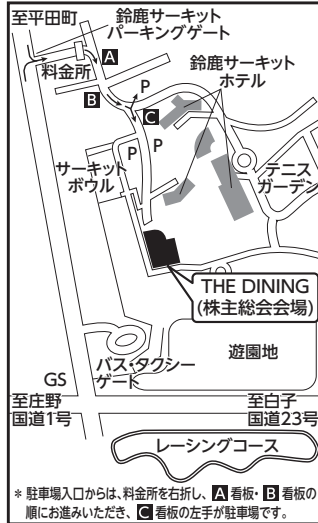 至平田町
鈴鹿サーキット
パーキングゲート
料金所
A
鈴鹿サーキット
ホテル
B
P
C
P
P
サーキット
ボウル
テニス
ガーデン
THE DINING
(株主総会会場)
遊園地
バス・タクシー
ゲート
GS
至庄野
国道1号
至白子
国道23号
レーシングコース
* 駐車場入口からは、料金所を右折し、A看板・B看板の
順にお進みいただき、C看板の左手が駐車場です。